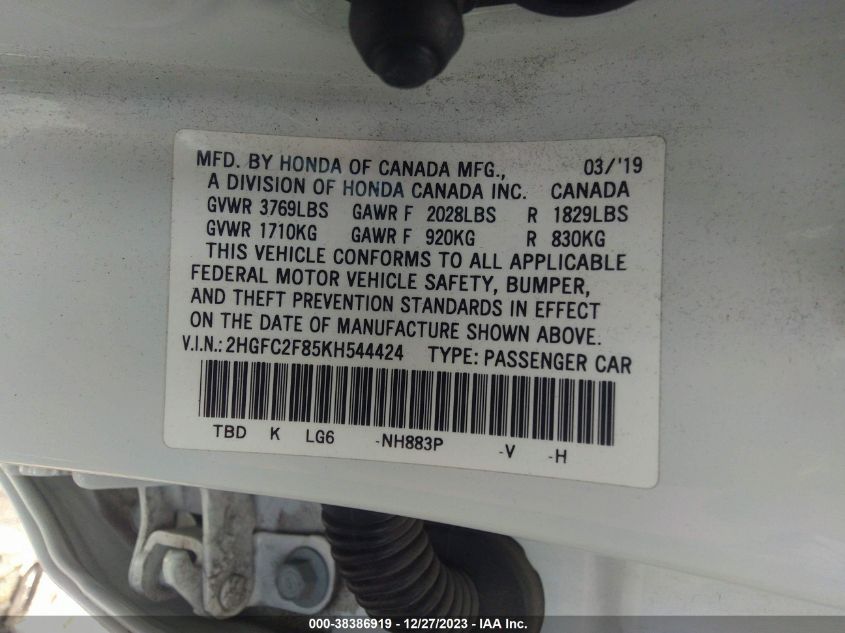 MFD. BY HONDA OF CANADA MFG., 03/'19
A DIVISION OF HONDA CANADA INC. CANADA
GVWR 3769LBS GAWR F 2028LBS R 1829LBS
GVWR 1710KG GAWR F 920KG R 830KG
THIS VEHICLE CONFORMS TO ALL APPLICABLE
FEDERAL MOTOR VEHICLE SAFETY, BUMPER,
AND THEFT PREVENTION STANDARDS IN EFFECT
ON THE DATE OF MANUFACTURE SHOWN ABOVE.
V.I.N.: 2HGFC2F85KH544424 TYPE: PASSENGER CAR
TBD K LG6 -NH883P -V -H
000-38386919 - 12/27/2023 - IAA Inc.